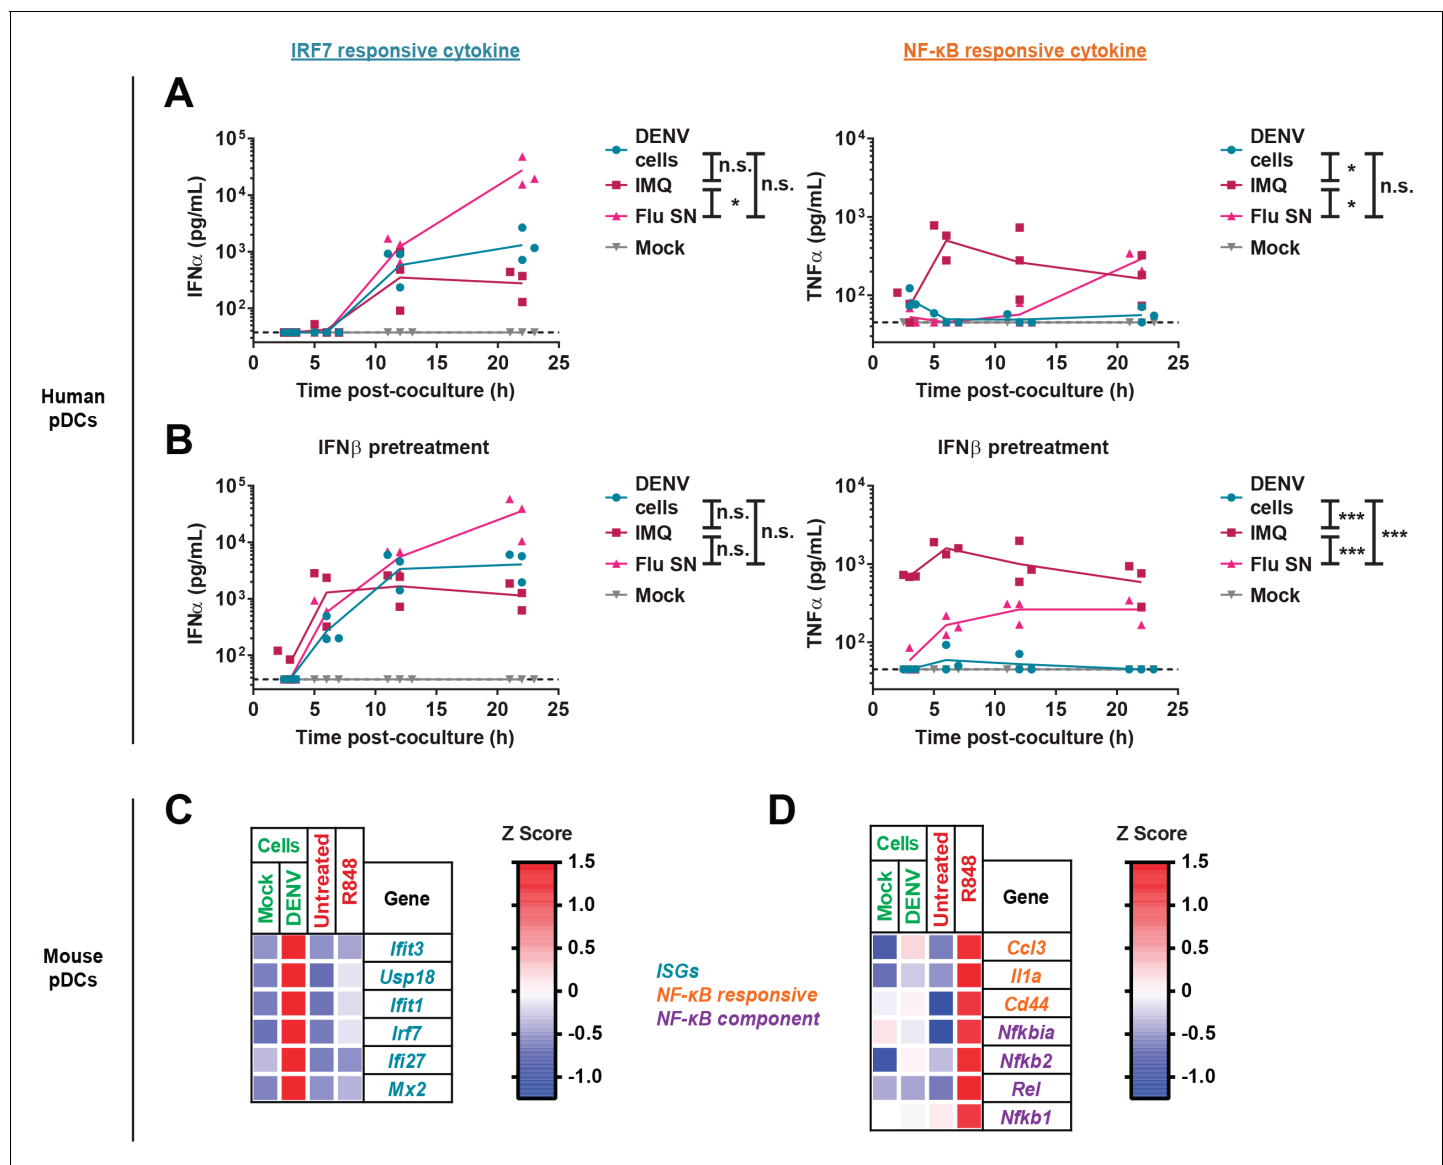 IRF7 responsive cytokine
NF-κB responsive cytokine
A
Human
pDCs
IFNα (pg/mL)
10⁵
10⁴
10³
10²
0 5 10 15 20 25
Time post-coculture (h)
DENV
cells
IMQ
Flu SN
Mock
n.s.
*
n.s.
TNFα (pg/mL)
10⁴
10³
10²
0 5 10 15 20 25
Time post-coculture (h)
DENV
cells
IMQ
Flu SN
Mock
*
*
n.s.
B
IFNβ pretreatment
IFNα (pg/mL)
10⁵
10⁴
10³
10²
0 5 10 15 20 25
Time post-coculture (h)
DENV
cells
IMQ
Flu SN
Mock
n.s.
n.s.
n.s.
IFNβ pretreatment
TNFα (pg/mL)
10⁴
10³
10²
0 5 10 15 20 25
Time post-coculture (h)
DENV
cells
IMQ
Flu SN
Mock
***
***
***
Mouse
pDCs
C
Cells
Mock
DENV
Untreated
R848
Gene
Ifit3
Usp18
Ifit1
Irf7
Ifi27
Mx2
Z Score
1.5
1.0
0.5
0
-0.5
-1.0
ISGs
NF-κB responsive
NF-κB component
D
Cells
Mock
DENV
Untreated
R848
Gene
Ccl3
Il1a
Cd44
Nfkbia
Nfkb2
Rel
Nfkb1
Z Score
1.5
1.0
0.5
0
-0.5
-1.0